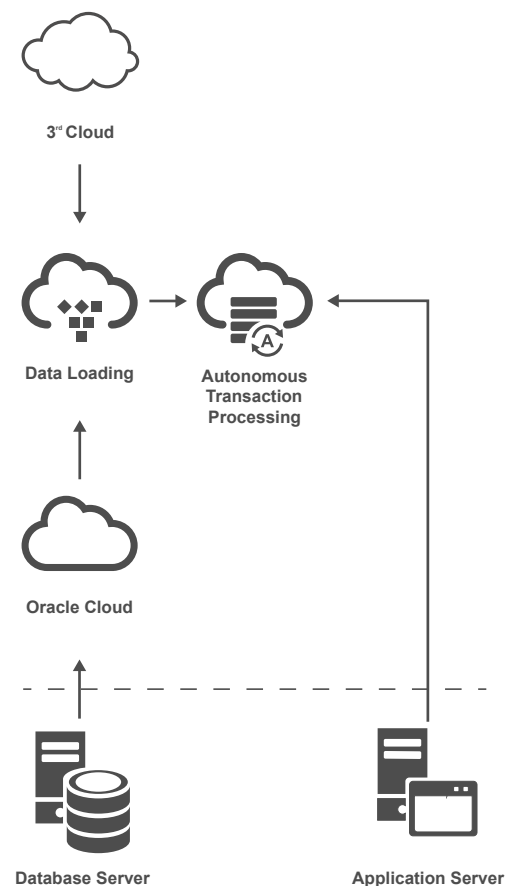 3rd Cloud
Data Loading
Autonomous
Transaction
Processing
A
Oracle Cloud
Database Server
Application Server